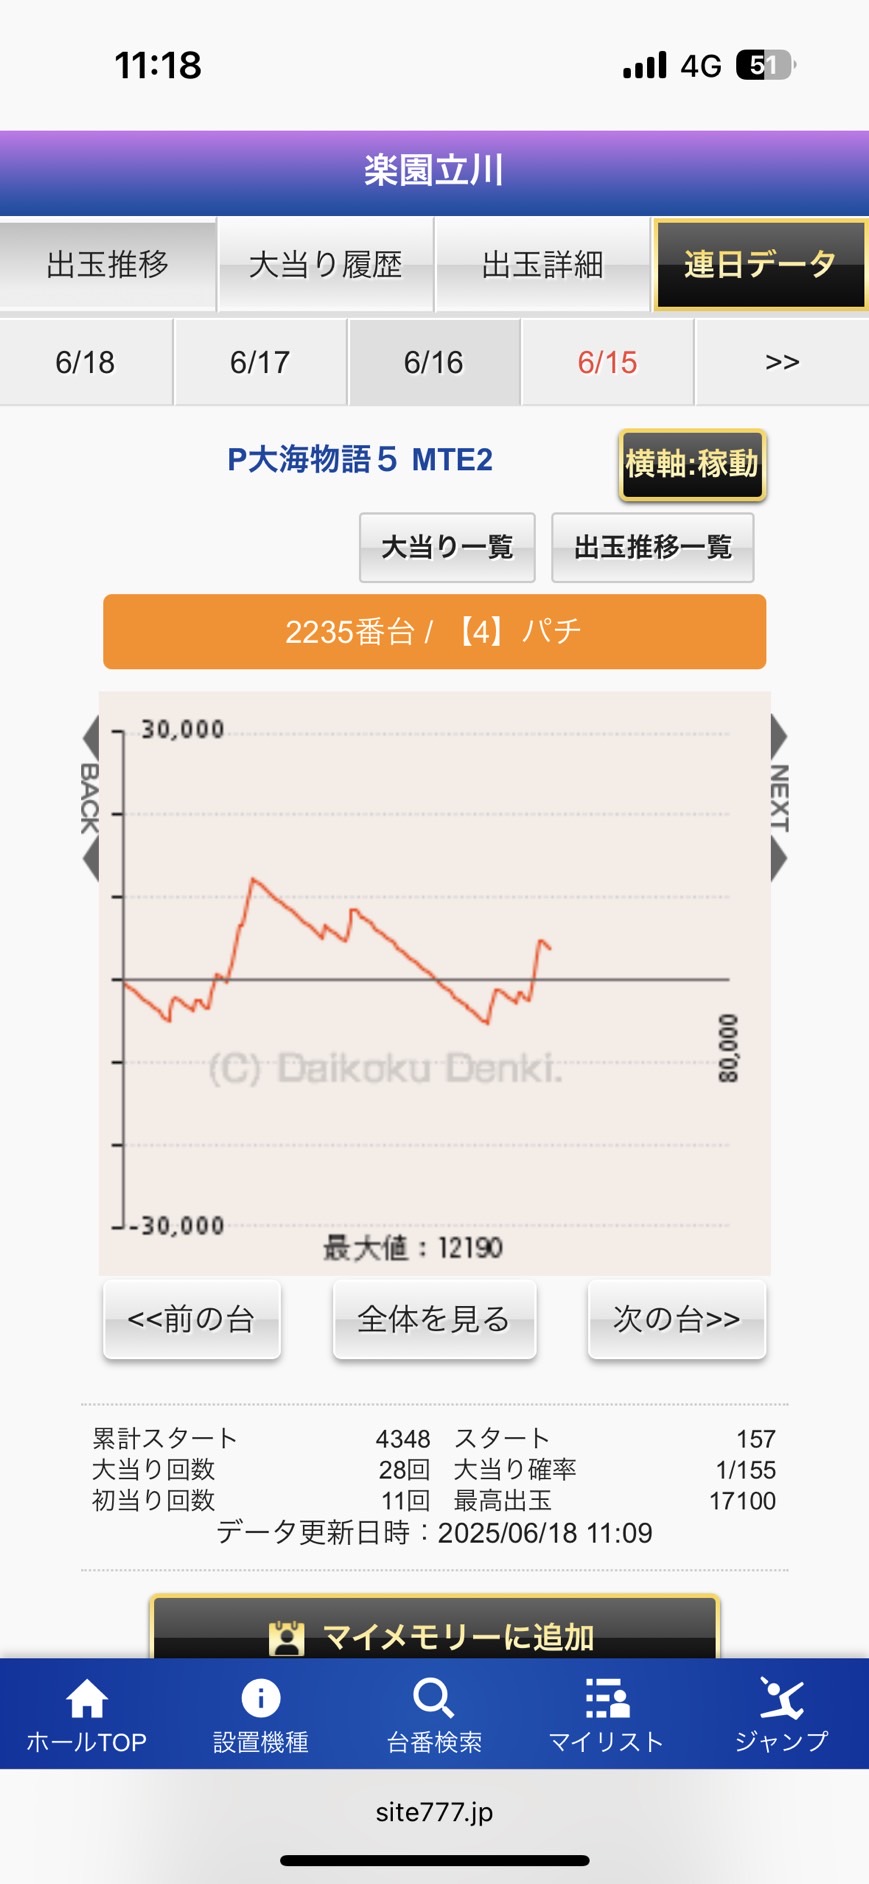 11:18 4G 51
楽園立川
出玉推移 大当り履歴 出玉詳細 連日データ
6/18 6/17 6/16 6/15 >>
P大海物語５ MTE2 横軸:稼動
大当り一覧 出玉推移一覧
2235番台 / 【4】パチ
30,000
BACK
NEXT
80,000
(C) Daikoku Denki.
-30,000
最大値：12190
<<前の台 全体を見る 次の台>>
累計スタート 4348 スタート 157
大当り回数 28回 大当り確率 1/155
初当り回数 11回 最高出玉 17100
データ更新日時：2025/06/18 11:09
マイメモリーに追加
ホールTOP 設置機種 台番検索 マイリスト ジャンプ
site777.jp